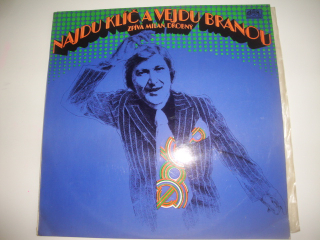 NAJDU KLÍČ A VEJDU BRANOU
ZPÍVÁ MILAN DROBNÝ